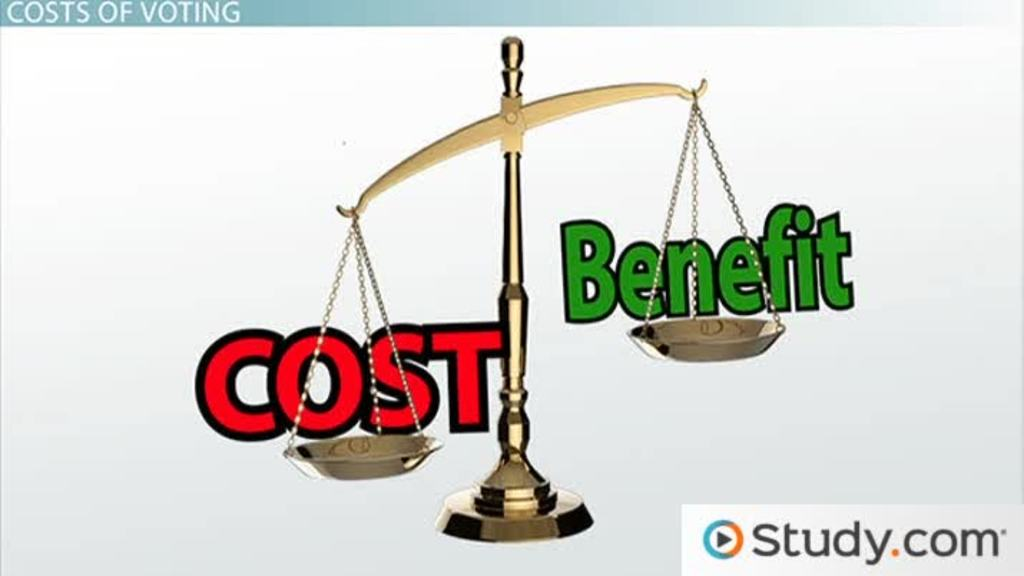 COSTS OF VOTING
Benefit
COST
Study.com